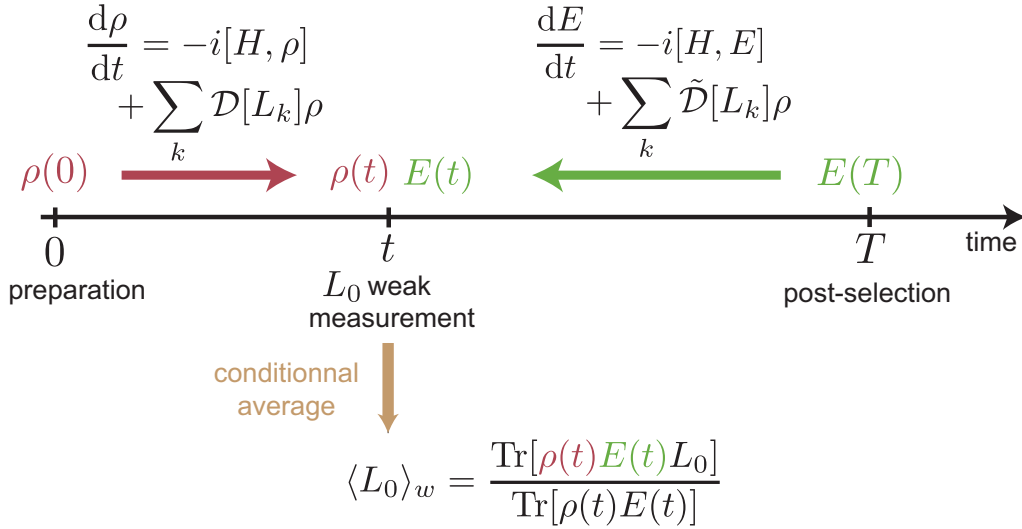 dρ/dt = −i[H, ρ]
+ ∑_k 𝒟[L_k]ρ
dE/dt = −i[H, E]
+ ∑_k 𝒟̃[L_k]ρ
ρ(0) ρ(t) E(t) E(T)
0 t T time
preparation
L_0 weak
measurement
post-selection
conditionnal
average
⟨L_0⟩_w = Tr[ρ(t)E(t)L_0] / Tr[ρ(t)E(t)]